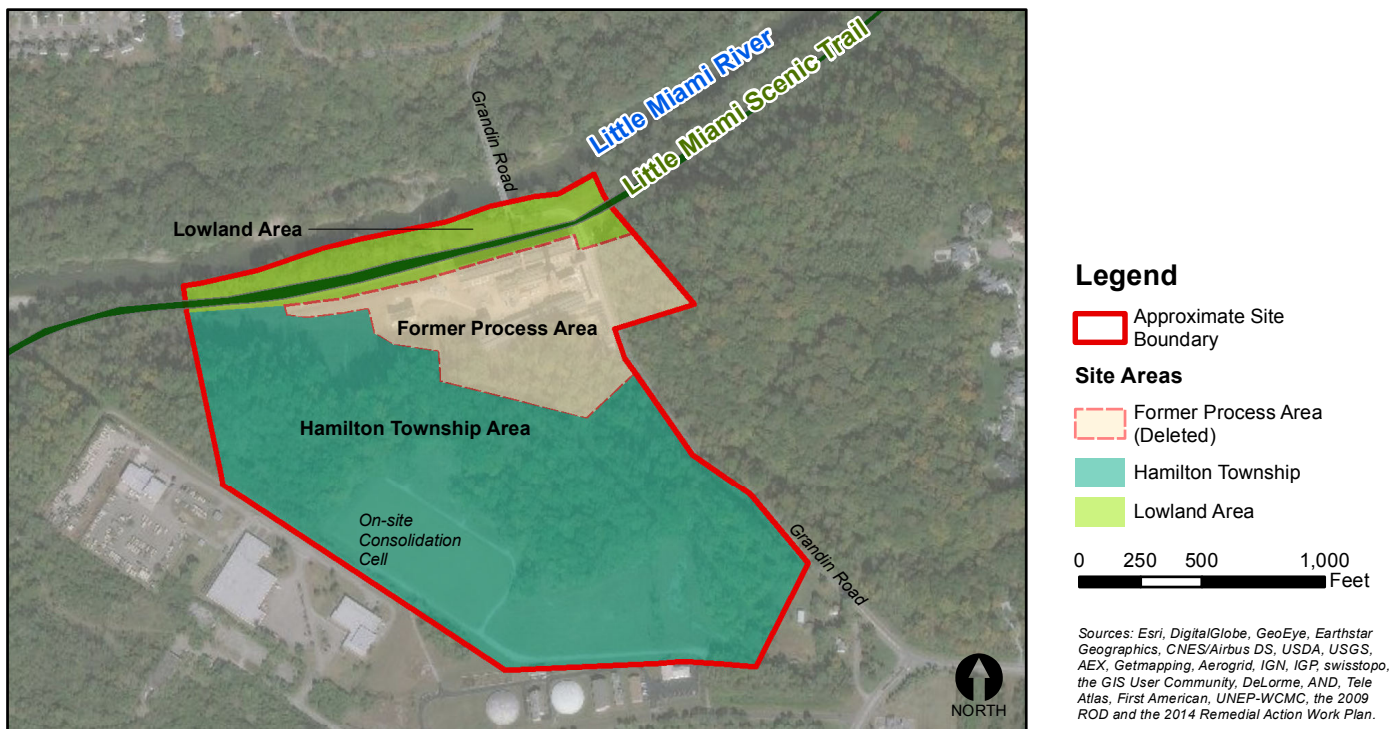 Little Miami River
Little Miami Scenic Trail
Grandin Road
Lowland Area
Former Process Area
Hamilton Township Area
On-site
Consolidation
Cell
Grandin Road
NORTH
Legend
Approximate Site
Boundary
Site Areas
Former Process Area
(Deleted)
Hamilton Township
Lowland Area
0 250 500 1,000
Feet
Sources: Esri, DigitalGlobe, GeoEye, Earthstar
Geographics, CNES/Airbus DS, USDA, USGS,
AEX, Getmapping, Aerogrid, IGN, IGP, swisstopo,
the GIS User Community, DeLorme, AND, Tele
Atlas, First American, UNEP-WCMC, the 2009
ROD and the 2014 Remedial Action Work Plan.